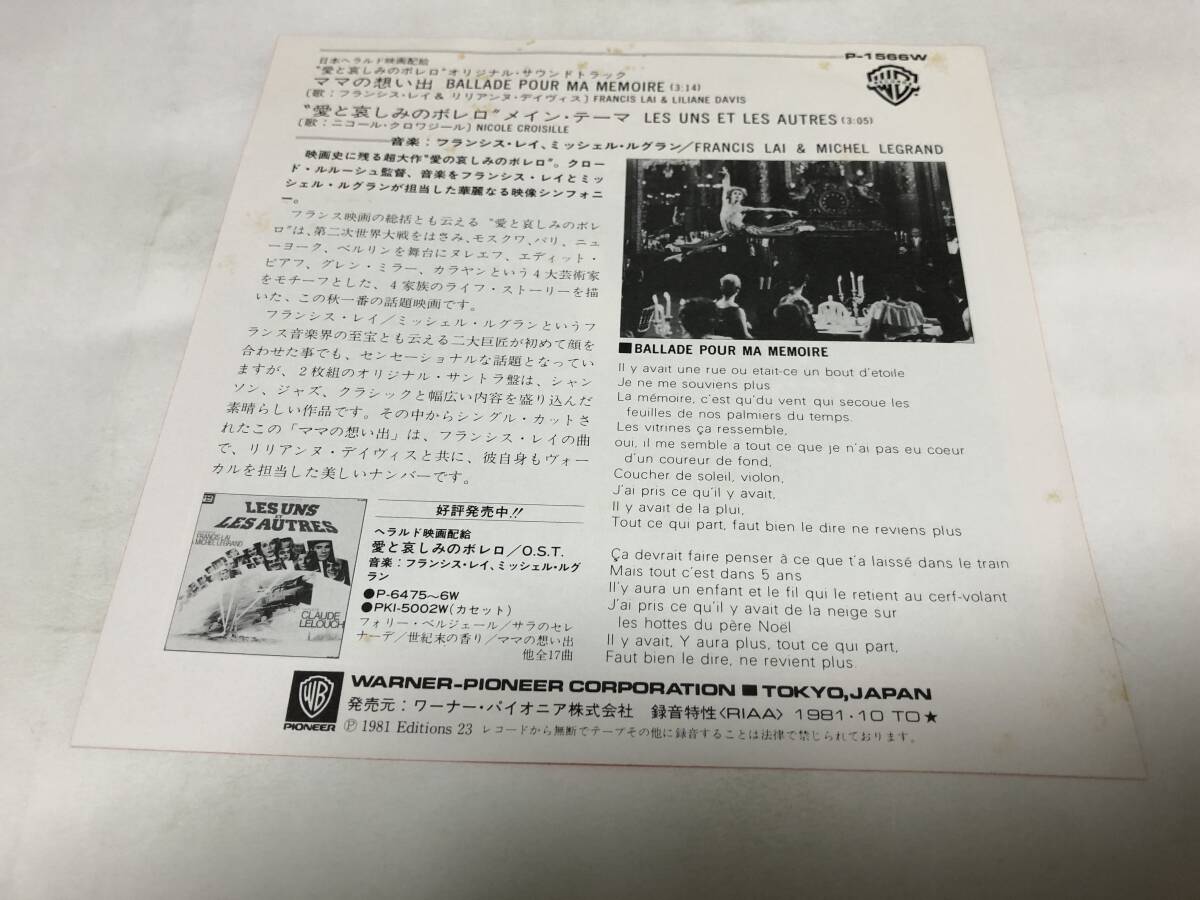 日本ヘラルド映画配給
P-1566W
"愛と哀しみのボレロ"オリジナル・サウンドトラック
ママの想い出 BALLADE POUR MA MEMOIRE (3:14)
〔歌：フランシス・レイ & リリアンヌ・デイヴィス〕FRANCIS LAI & LILIANE DAVIS
"愛と哀しみのボレロ"メイン・テーマ LES UNS ET LES AUTRES (3:05)
〔歌：ニコール・クロワジール〕NICOLE CROISILLE
音楽：フランシス・レイ、ミッシェル・ルグラン/FRANCIS LAI & MICHEL LEGRAND
映画史に残る超大作"愛の哀しみのボレロ"。クロー
ド・ルルーシュ監督、音楽をフランシス・レイとミッ
シェル・ルグランが担当した華麗なる映像シンフォニ
ー。
フランス映画の総括とも云える"愛と哀しみのボレ
ロ"は、第二次世界大戦をはさみ、モスクワ、パリ、ニュ
ーヨーク、ベルリンを舞台にヌレエフ、エディット・
ピアフ、グレン・ミラー、カラヤンという4大芸術家
をモチーフとした、4家族のライフ・ストーリーを描
いた、この秋一番の話題映画です。
フランシス・レイ/ミッシェル・ルグランというフ
ランス音楽界の至宝とも云える二大巨匠が初めて顔を
合わせた事でも、センセーショナルな話題となってい
ますが、2枚組のオリジナル・サントラ盤は、シャン
ソン、ジャズ、クラシックと幅広い内容を盛り込んだ
素晴らしい作品です。その中からシングル・カットさ
れたこの「ママの想い出」は、フランシス・レイの曲
で、リリアンヌ・デイヴィスと共に、彼自身もヴォー
カルを担当した美しいナンバーです。
■BALLADE POUR MA MEMOIRE
Il y avait une rue ou etait-ce un bout d'etoile
Je ne me souviens plus
La mémoire, c'est qu'du vent qui secoue les
feuilles de nos palmiers du temps.
Les vitrines ça ressemble,
oui, il me semble a tout ce que je n'ai pas eu coeur
d'un coureur de fond,
Coucher de soleil, violon,
J'ai pris ce qu'il y avait,
Il y avait de la plui,
Tout ce qui part, faut bien le dire ne reviens plus
Ça devrait faire penser à ce que t'a laissé dans le train
Mais tout c'est dans 5 ans
Il'y aura un enfant et le fil qui le retient au cerf-volant
J'ai pris ce qu'il y avait de la neige sur
les hottes du père Noël
Il y avait, Y aura plus, tout ce qui part,
Faut bien le dire, ne revient plus.
LES UNS
ET
LES AUTRES
FRANCIS LAI
MICHEL LEGRAND
CLAUDE
LELOUCH
好評発売中!!
ヘラルド映画配給
愛と哀しみのボレロ/O.S.T.
音楽：フランシス・レイ、ミッシェル・ルグ
ラン
●P-6475〜6W
●PKI-5002W(カセット)
フォリー・ベルジェール/サラのセレ
ナーデ/世紀末の香り/ママの想い出
他全17曲
PIONEER
WARNER-PIONEER CORPORATION ■ TOKYO, JAPAN
発売元：ワーナー・パイオニア株式会社 録音特性〈RIAA〉1981・10 TO★
Ⓟ 1981 Editions 23 レコードから無断でテープその他に録音することは法律で禁じられております。